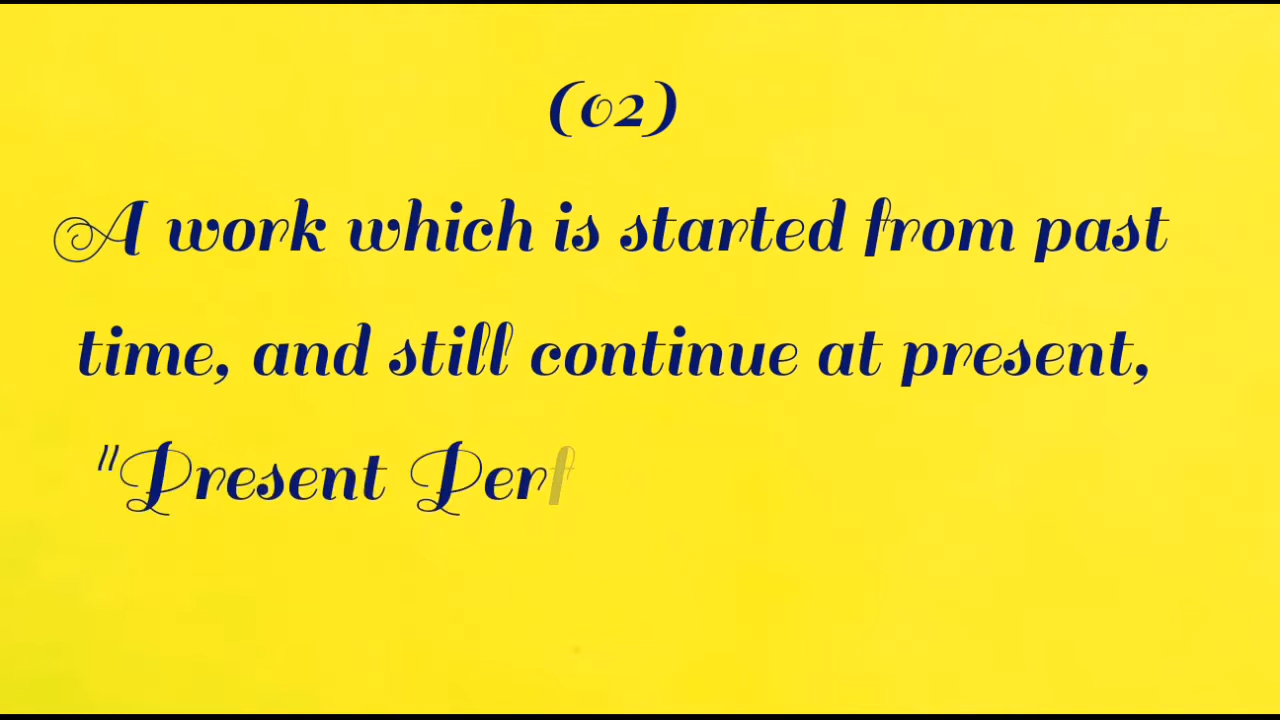 (02)
A work which is started from past
time, and still continue at present,
"Present Perf